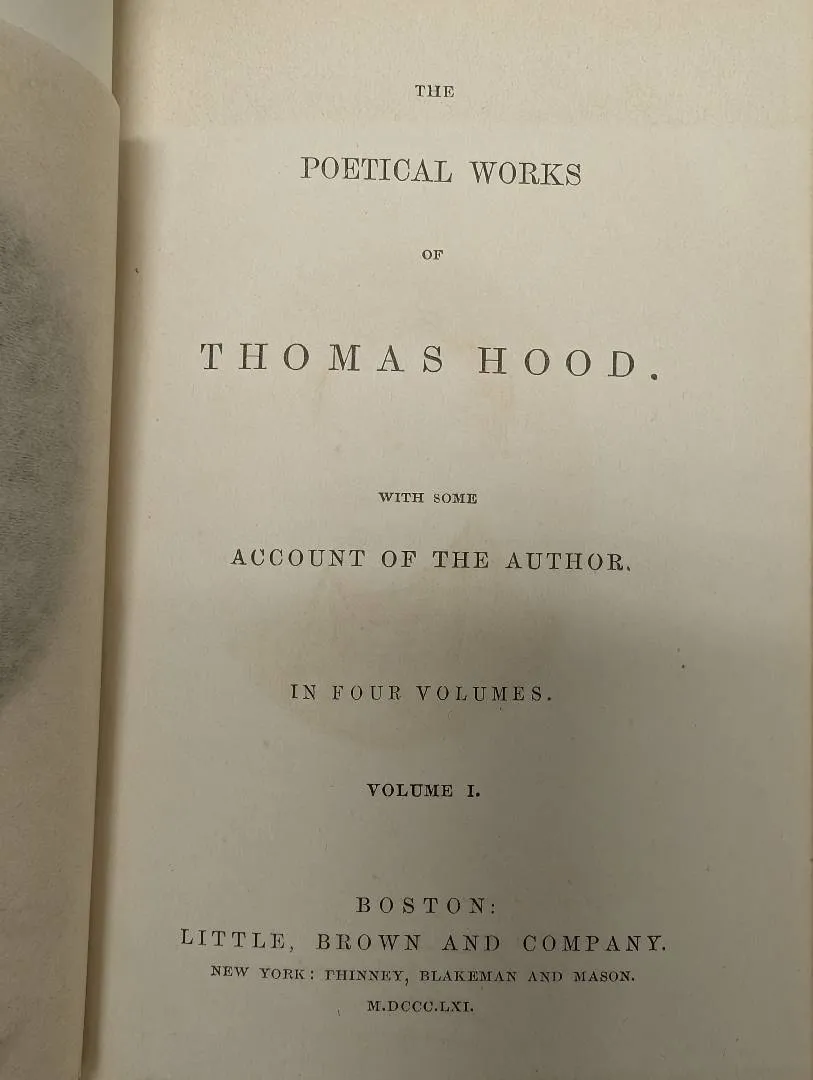 THE
POETICAL WORKS
OF
THOMAS HOOD.
WITH SOME
ACCOUNT OF THE AUTHOR.
IN FOUR VOLUMES.
VOLUME I.
BOSTON:
LITTLE, BROWN AND COMPANY.
NEW YORK: PHINNEY, BLAKEMAN AND MASON.
M.DCCC.LXI.